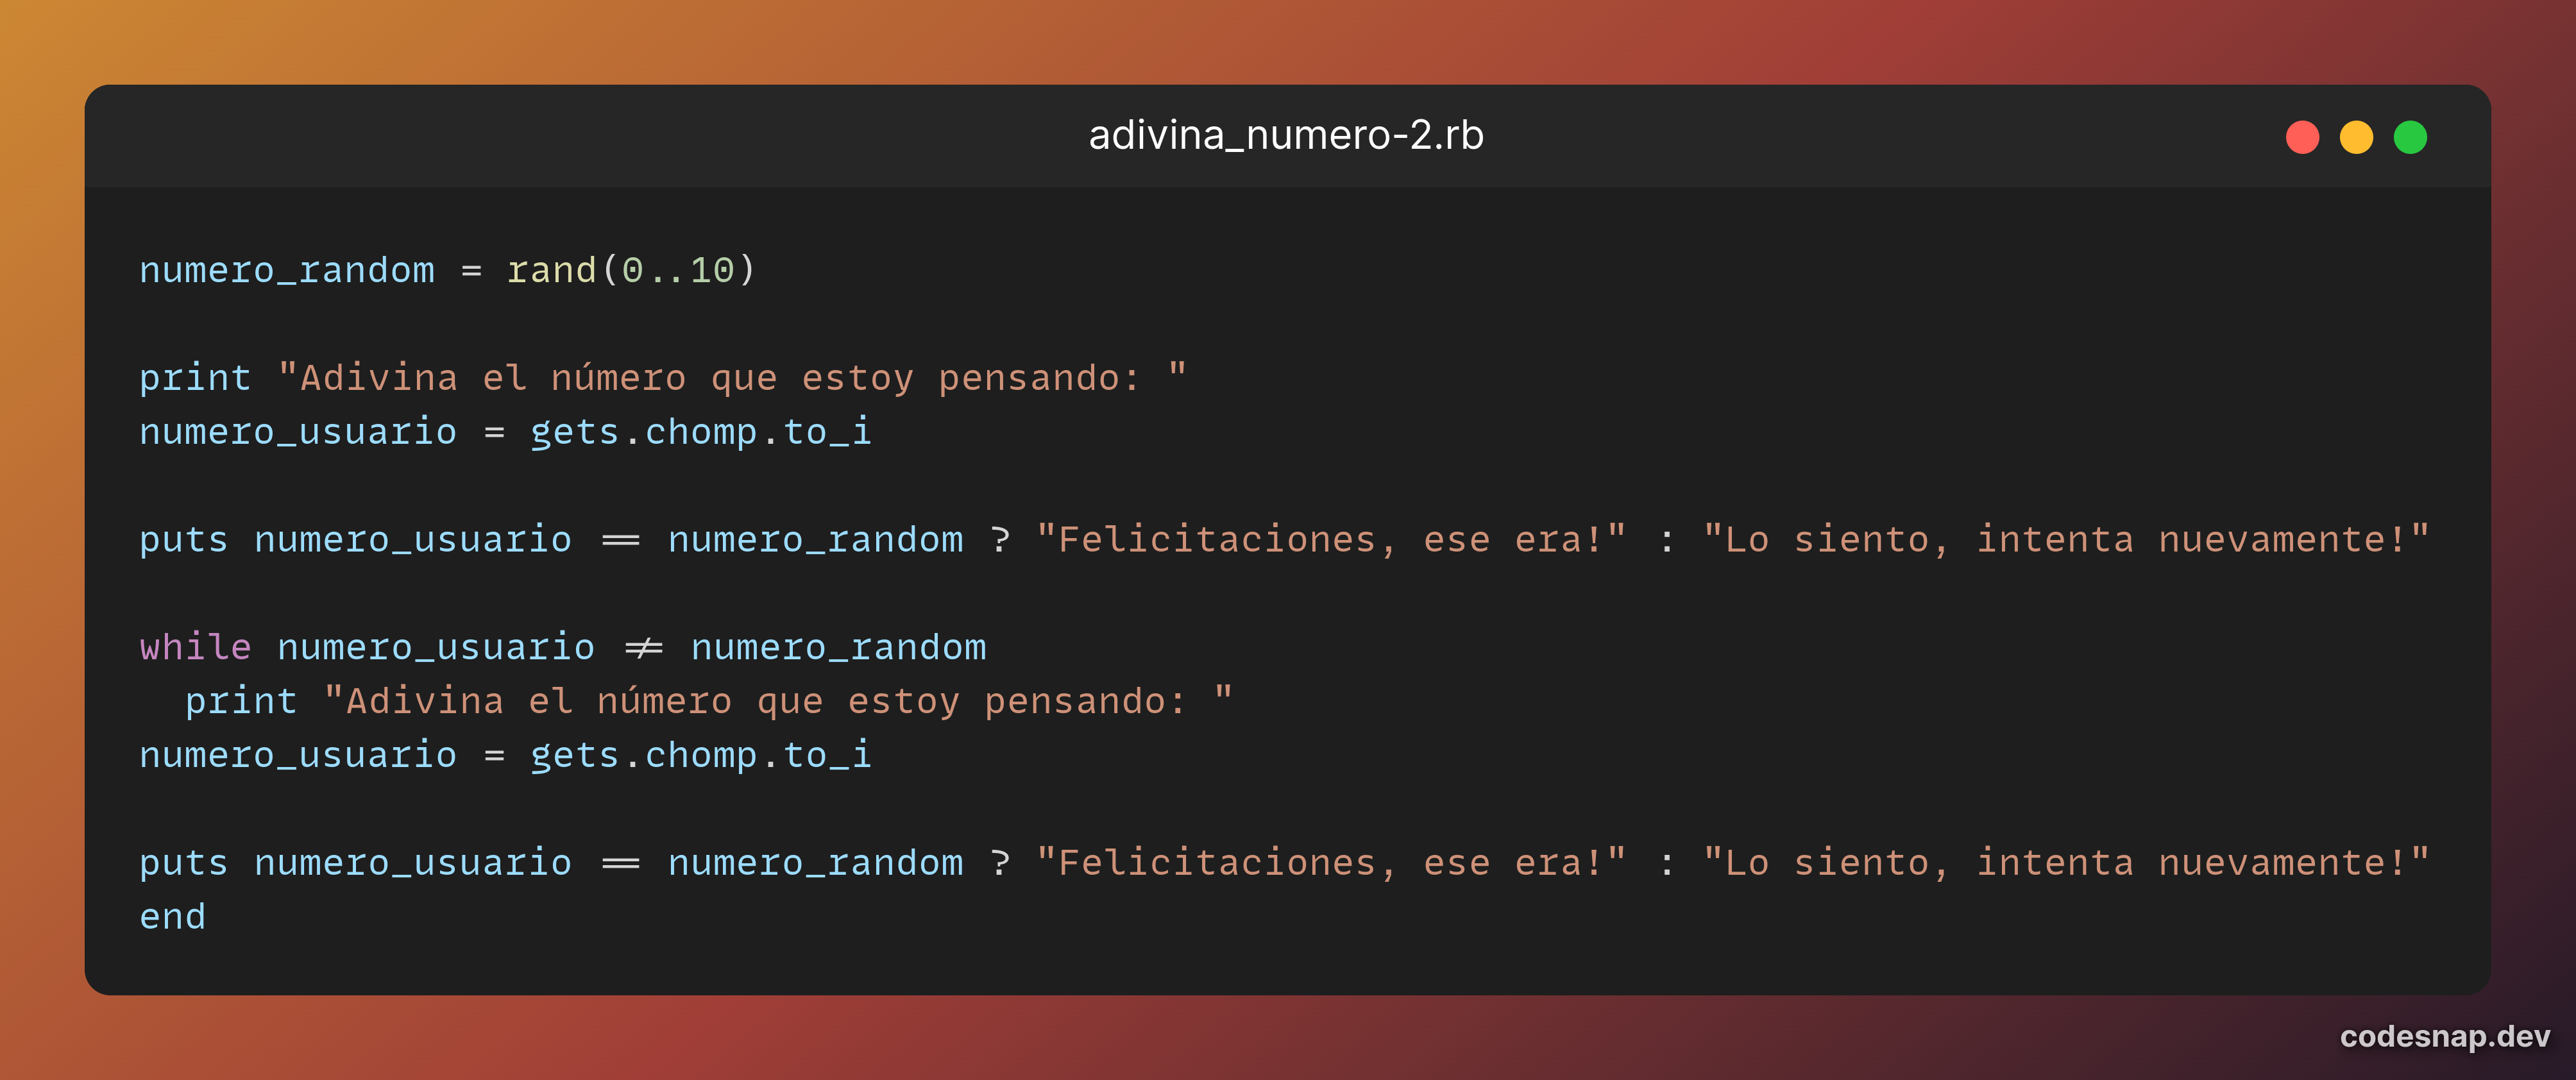 adivina_numero-2.rb
numero_random = rand(0..10)
print "Adivina el número que estoy pensando: "
numero_usuario = gets.chomp.to_i
puts numero_usuario == numero_random ? "Felicitaciones, ese era!" : "Lo siento, intenta nuevamente!"
while numero_usuario != numero_random
  print "Adivina el número que estoy pensando: "
numero_usuario = gets.chomp.to_i
puts numero_usuario == numero_random ? "Felicitaciones, ese era!" : "Lo siento, intenta nuevamente!"
end
codesnap.dev